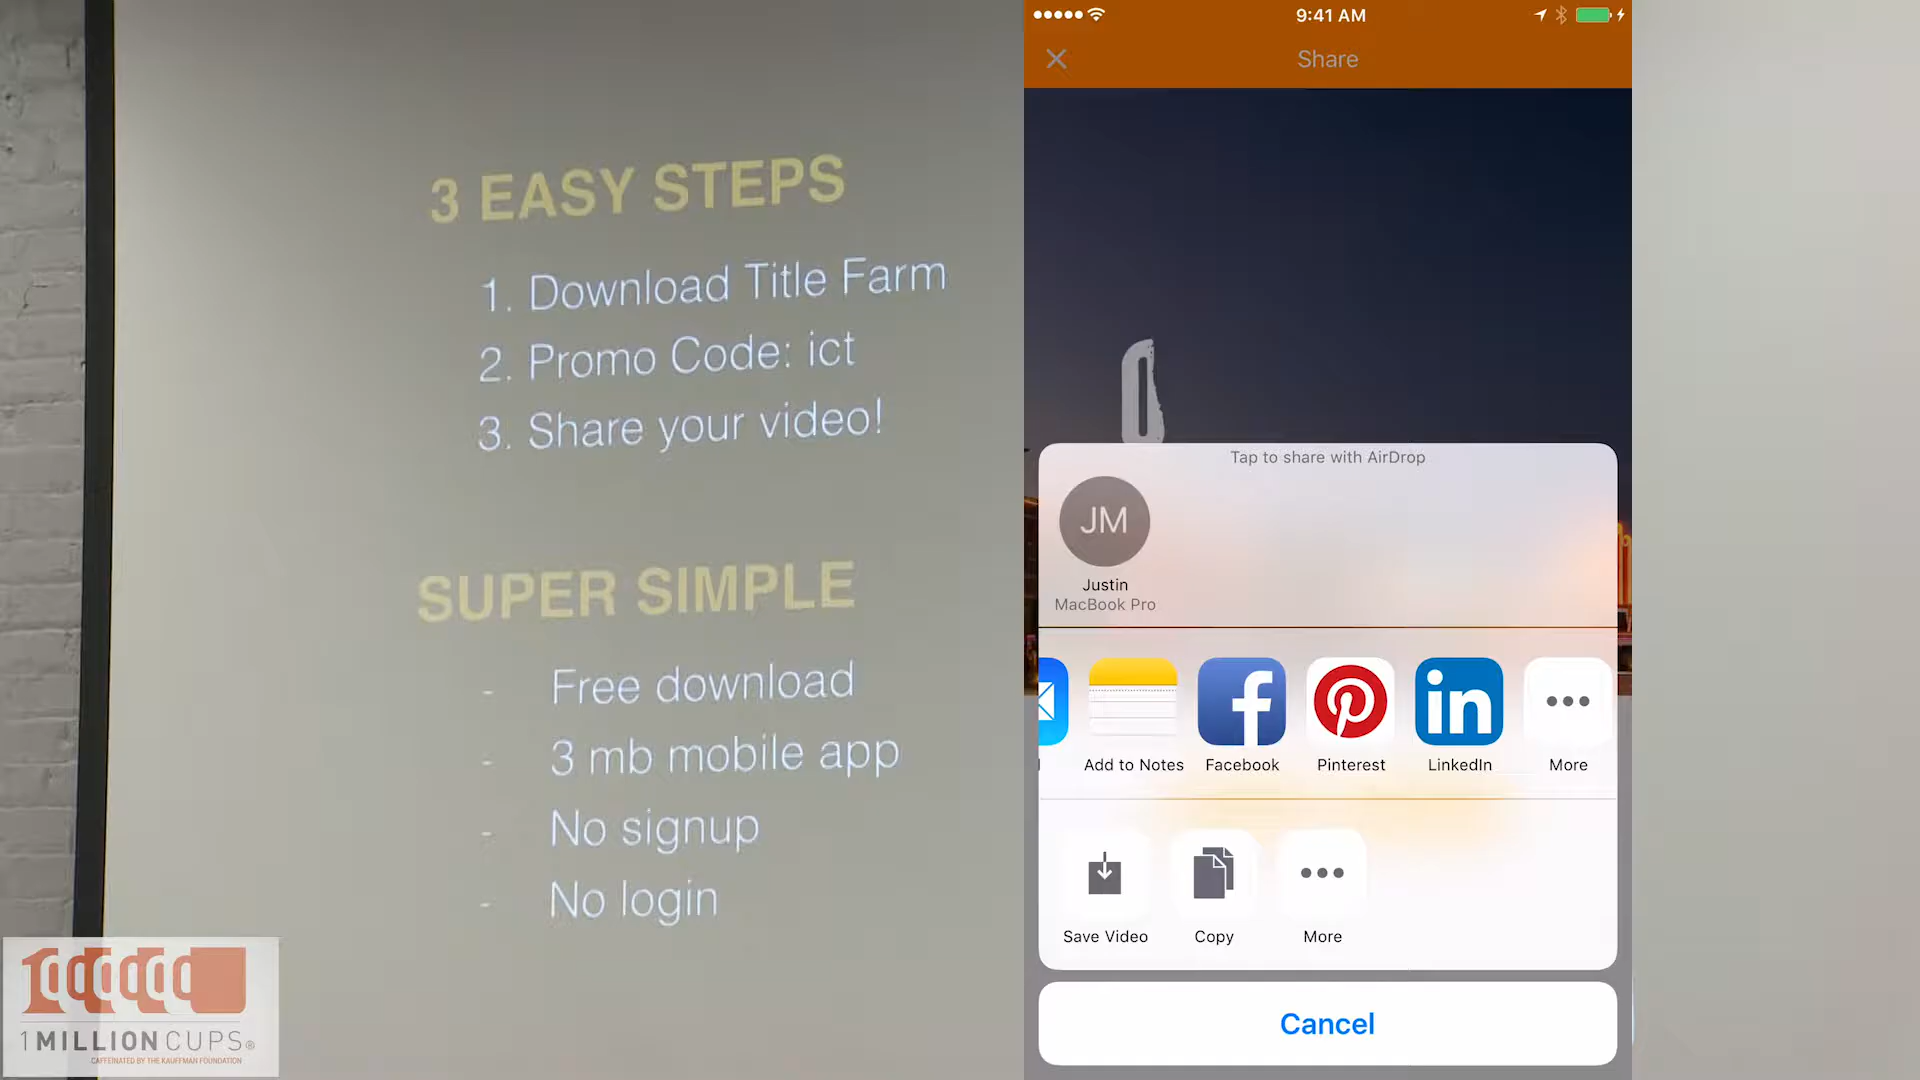 3 EASY STEPS
1. Download Title Farm
2. Promo Code: ict
3. Share your video!
SUPER SIMPLE
- Free download
- 3 mb mobile app
- No signup
- No login
1 MILLION CUPS®
CAFFEINATED BY THE KAUFFMAN FOUNDATION
9:41 AM
Share
Tap to share with AirDrop
JM
Justin
MacBook Pro
Add to Notes
Facebook
Pinterest
LinkedIn
More
Save Video
Copy
More
Cancel